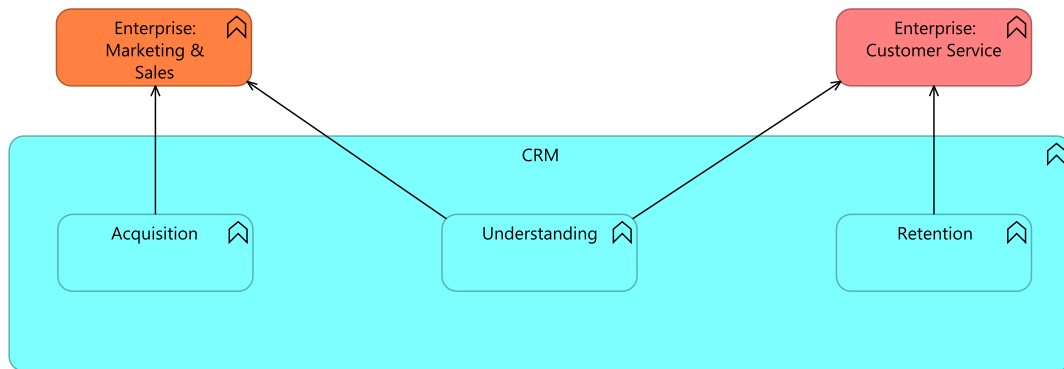 Enterprise:
Marketing &
Sales
Enterprise:
Customer Service
CRM
Acquisition
Understanding
Retention